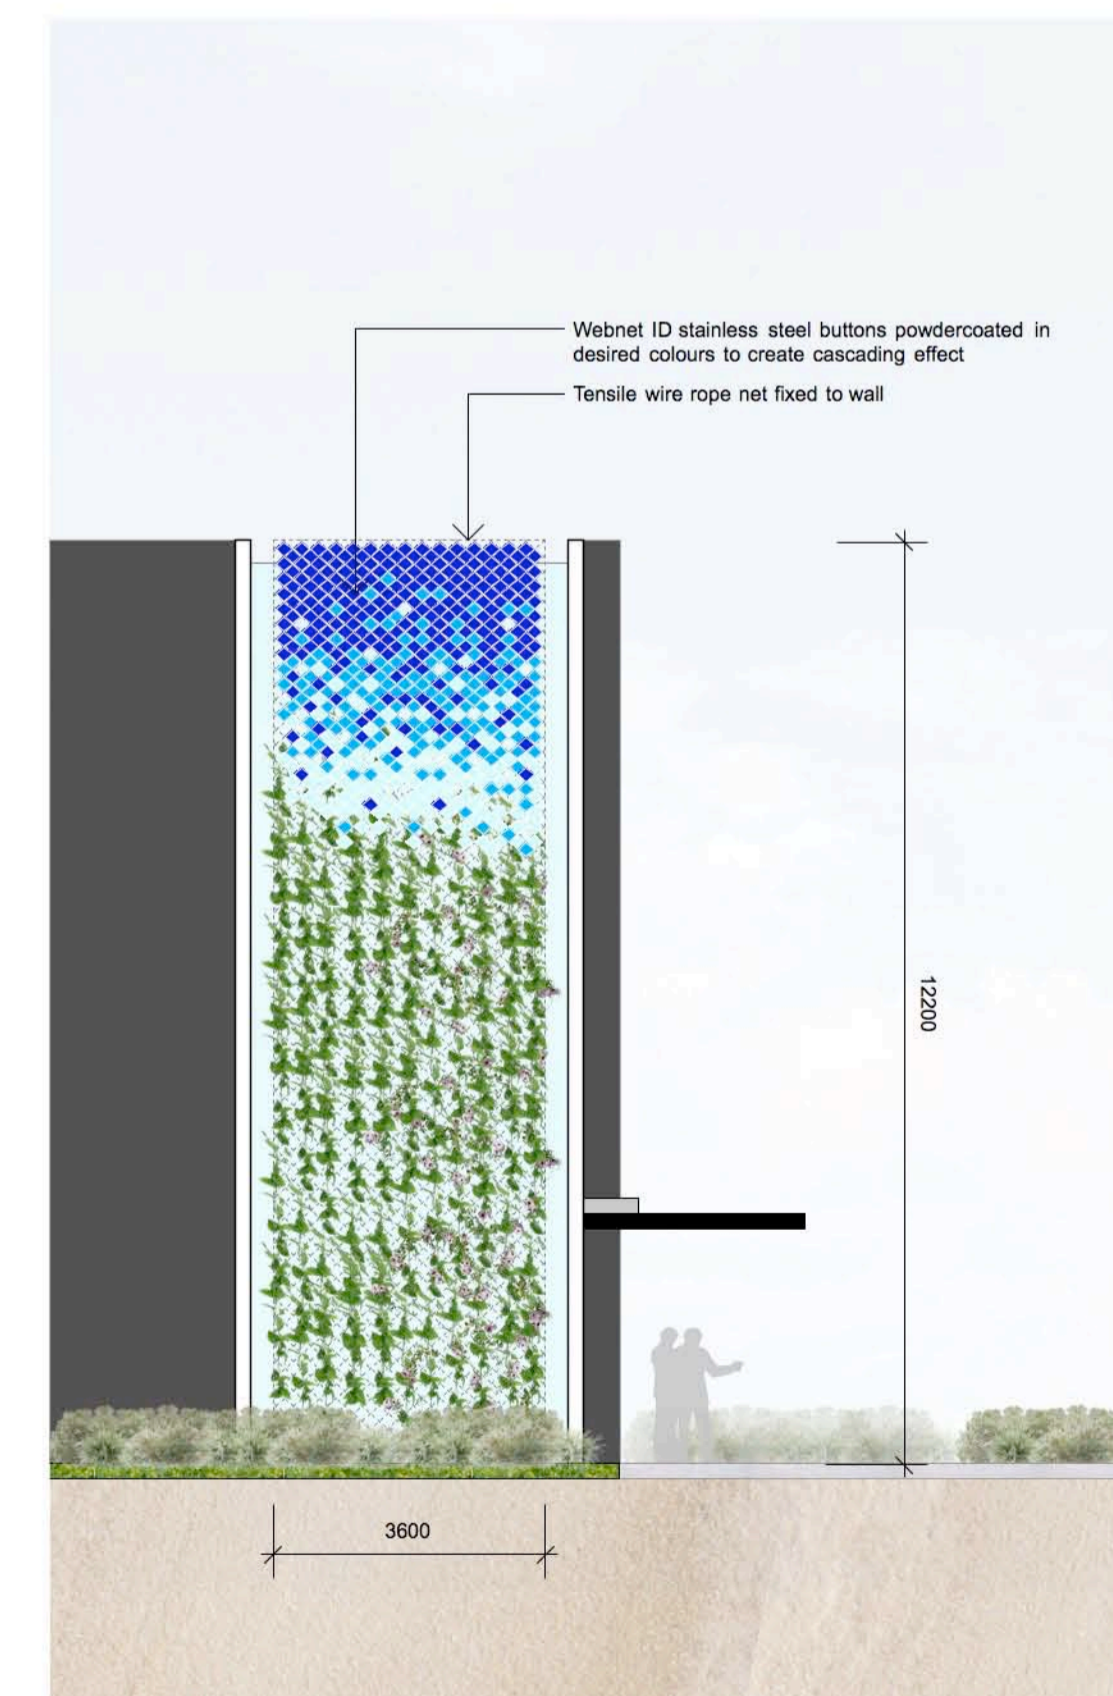 Webnet ID stainless steel buttons powdercoated in
desired colours to create cascading effect
Tensile wire rope net fixed to wall
12200
3600